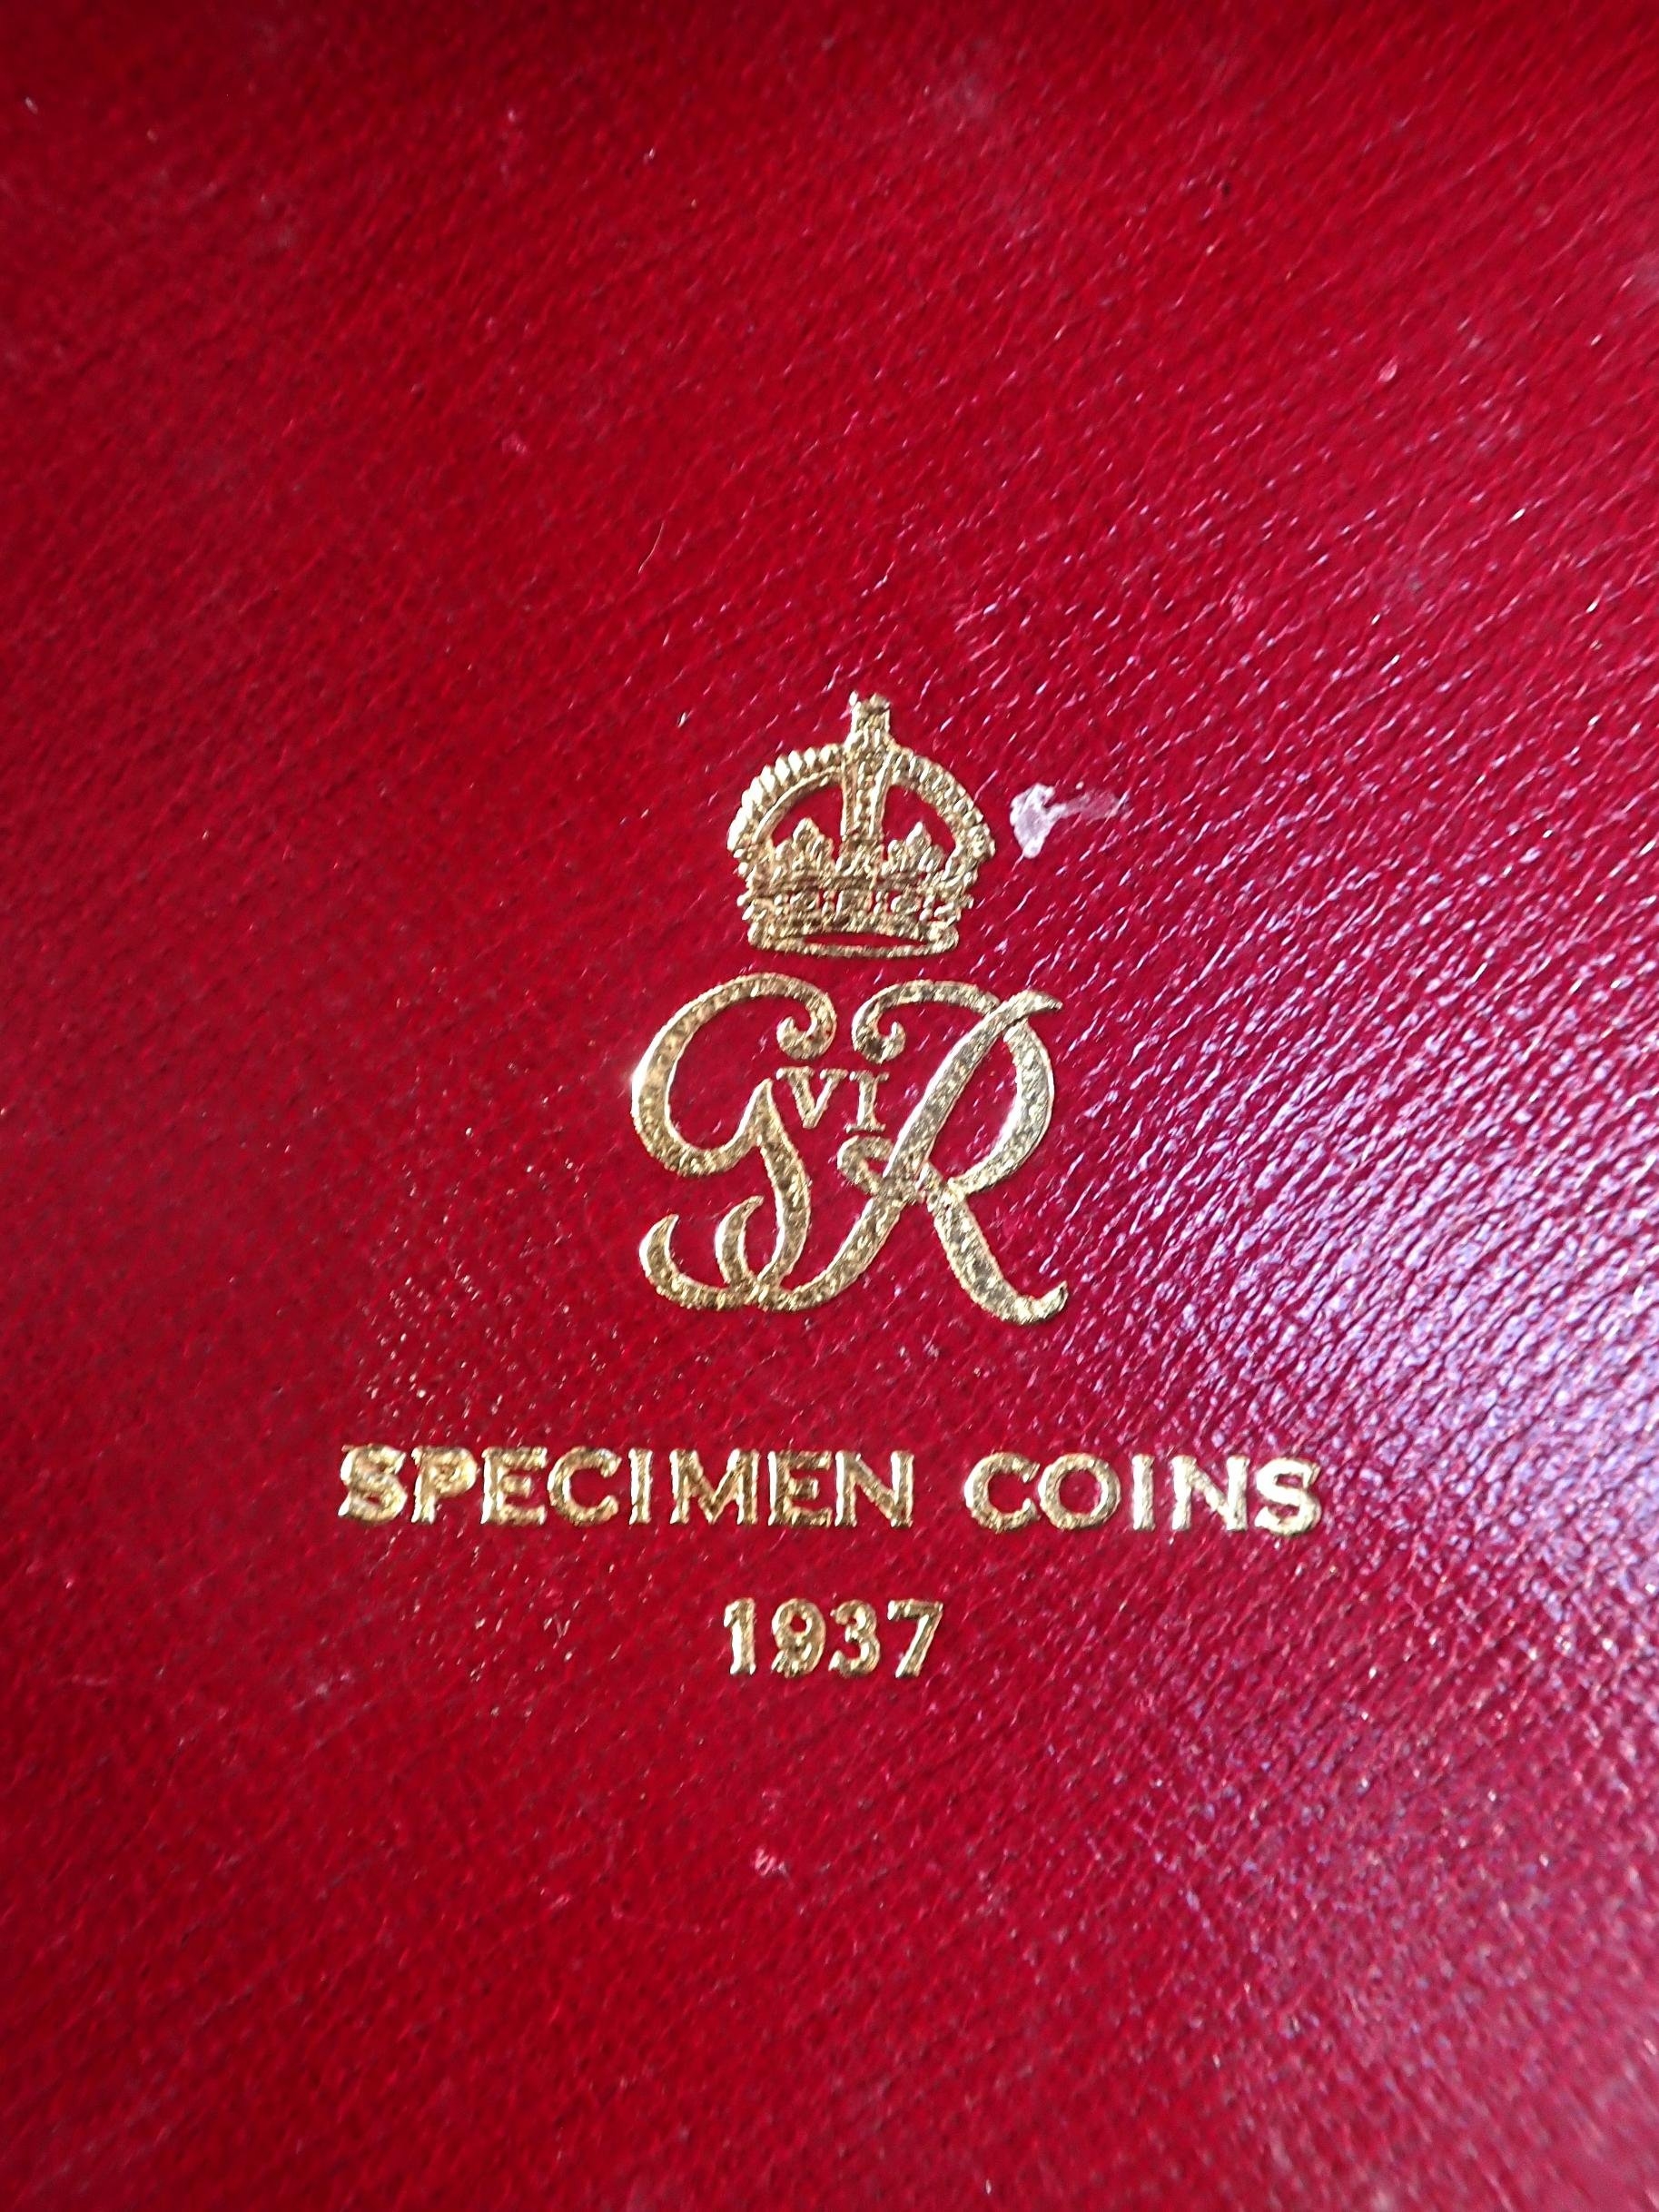 GVIR
SPECIMEN COINS
1937